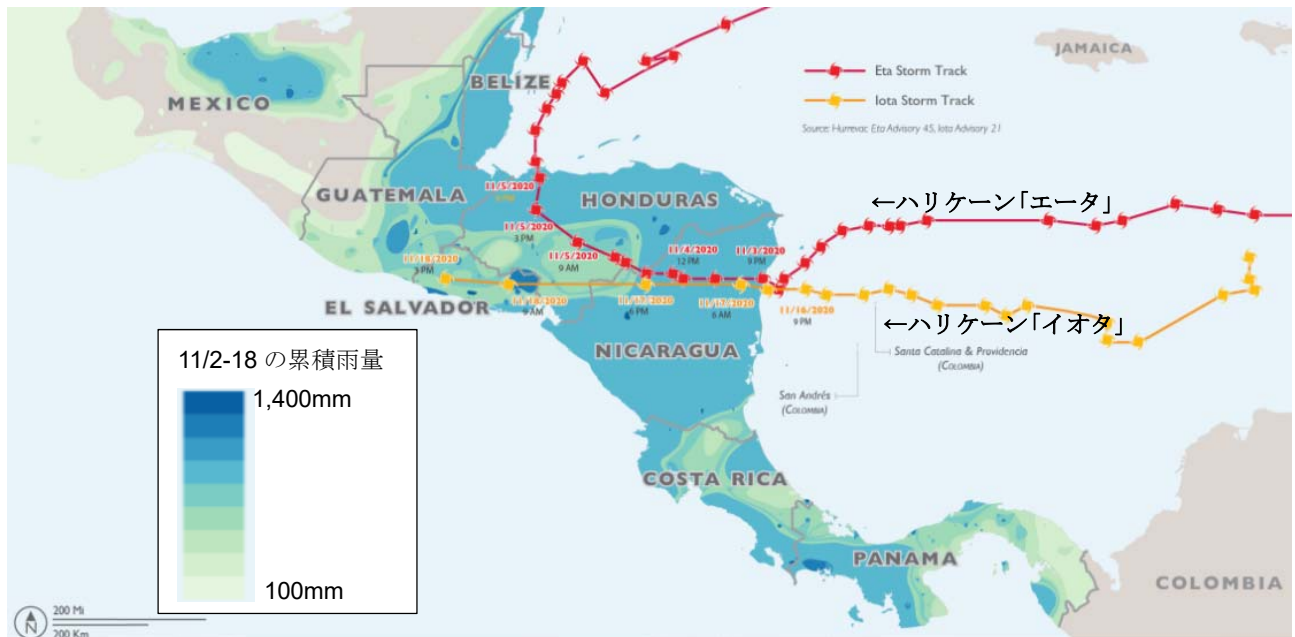 JAMAICA
Eta Storm Track
Iota Storm Track
Source: Hurrevac Eta Advisory 45, Iota Advisory 21
BELIZE
MEXICO
GUATEMALA
HONDURAS
←ハリケーン「エータ」
11/5/2020
11/5/2020
3 PM
11/5/2020
9 AM
11/4/2020
12 PM
11/3/2020
9 PM
11/18/2020
3 PM
EL SALVADOR
11/18/2020
9 AM
11/17/2020
6 PM
11/17/2020
6 AM
11/16/2020
9 PM
←ハリケーン「イオタ」
NICARAGUA
Santa Catalina & Providencia
(COLOMBIA)
San Andrés
(COLOMBIA)
11/2-18 の累積雨量
1,400mm
100mm
COSTA RICA
PANAMA
COLOMBIA
N
200 Mi
200 Km